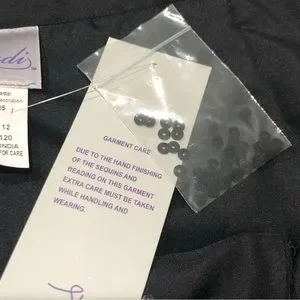 12
120
INDIA
FOR CARE
GARMENT CARE
DUE TO THE HAND FINISHING
OF THE SEQUINS AND
BEADING ON THIS GARMENT
EXTRA CARE MUST BE TAKEN
WHILE HANDLING AND
WEARING.